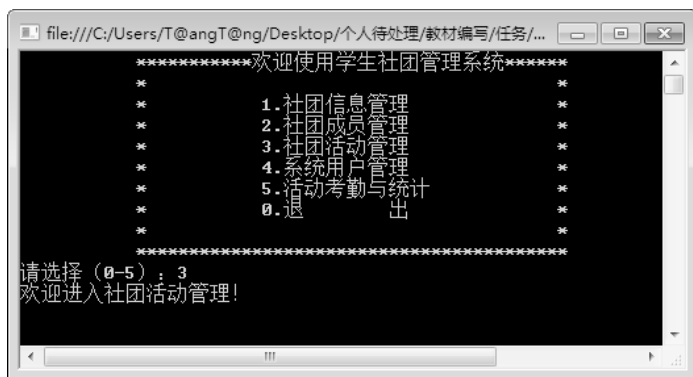 file:///C:/Users/T@angT@ng/Desktop/个人待处理/教材编写/任务/...
***********欢迎使用学生社团管理系统******
* *
* 1.社团信息管理 *
* 2.社团成员管理 *
* 3.社团活动管理 *
* 4.系统用户管理 *
* 5.活动考勤与统计 *
* 0.退 出 *
* *
*****************************************
请选择（0-5）：3
欢迎进入社团活动管理!